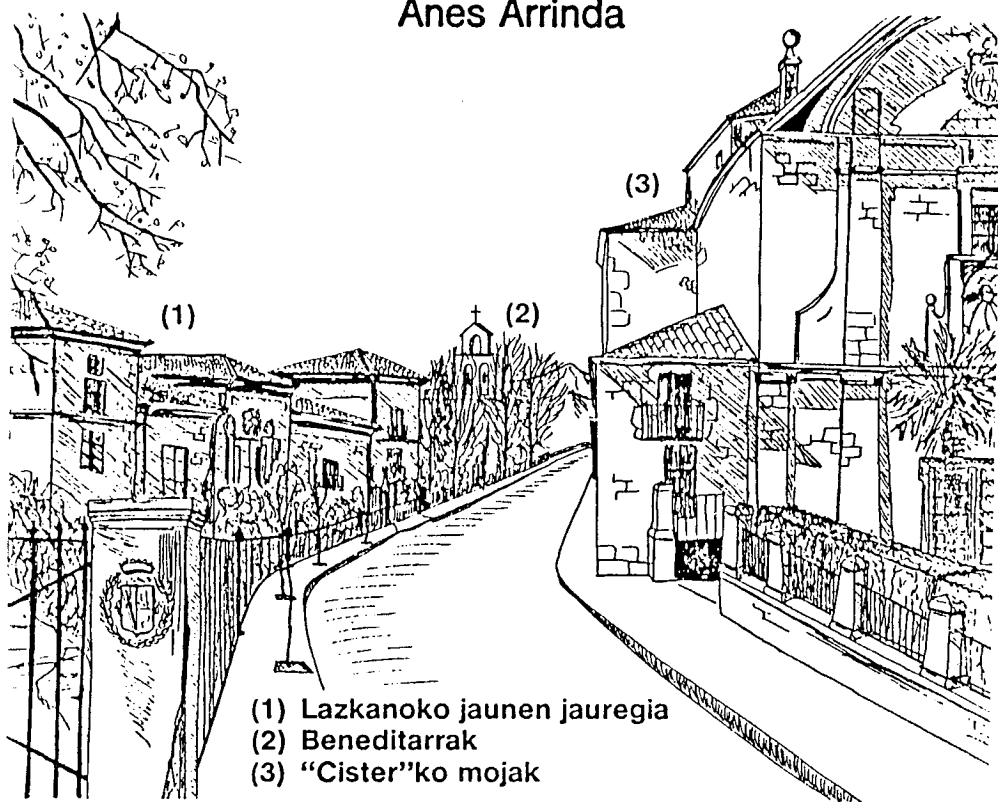 Anes Arrinda
(3)
(1)
(2)
(1) Lazkanoko jaunen jauregia
(2) Beneditarrak
(3) “Cister”ko mojak